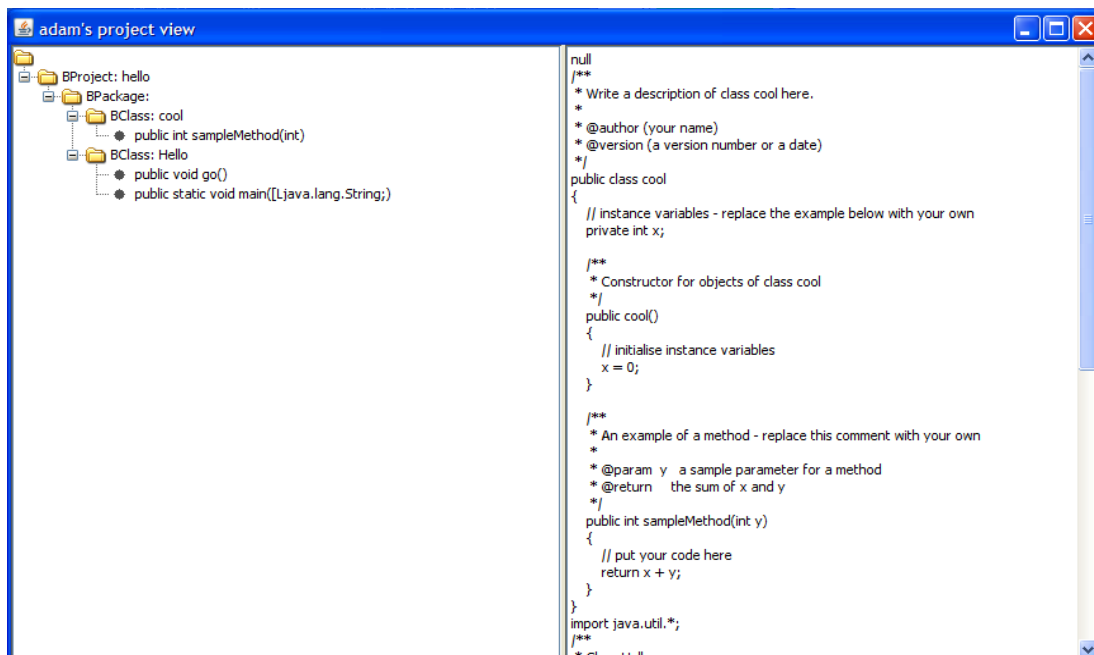 adam's project view
BProject: hello
BPackage:
BClass: cool
public int sampleMethod(int)
BClass: Hello
public void go()
public static void main([Ljava.lang.String;)
null
/**
 * Write a description of class cool here.
 *
 * @author (your name)
 * @version (a version number or a date)
 */
public class cool
{
    // instance variables - replace the example below with your own
    private int x;

    /**
     * Constructor for objects of class cool
     */
    public cool()
    {
        // initialise instance variables
        x = 0;
    }

    /**
     * An example of a method - replace this comment with your own
     *
     * @param  y   a sample parameter for a method
     * @return     the sum of x and y
     */
    public int sampleMethod(int y)
    {
        // put your code here
        return x + y;
    }
}
import java.util.*;
/**